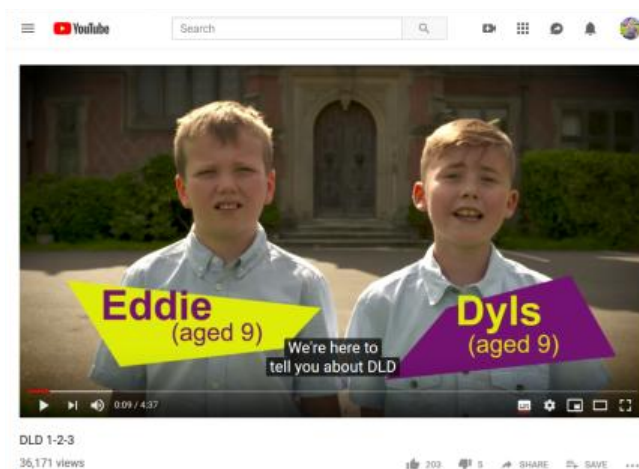 YouTube
Search
Eddie
(aged 9)
Dyls
(aged 9)
We're here to
tell you about DLD
0:09 / 4:37
DLD 1-2-3
36,171 views
203
5
SHARE
SAVE